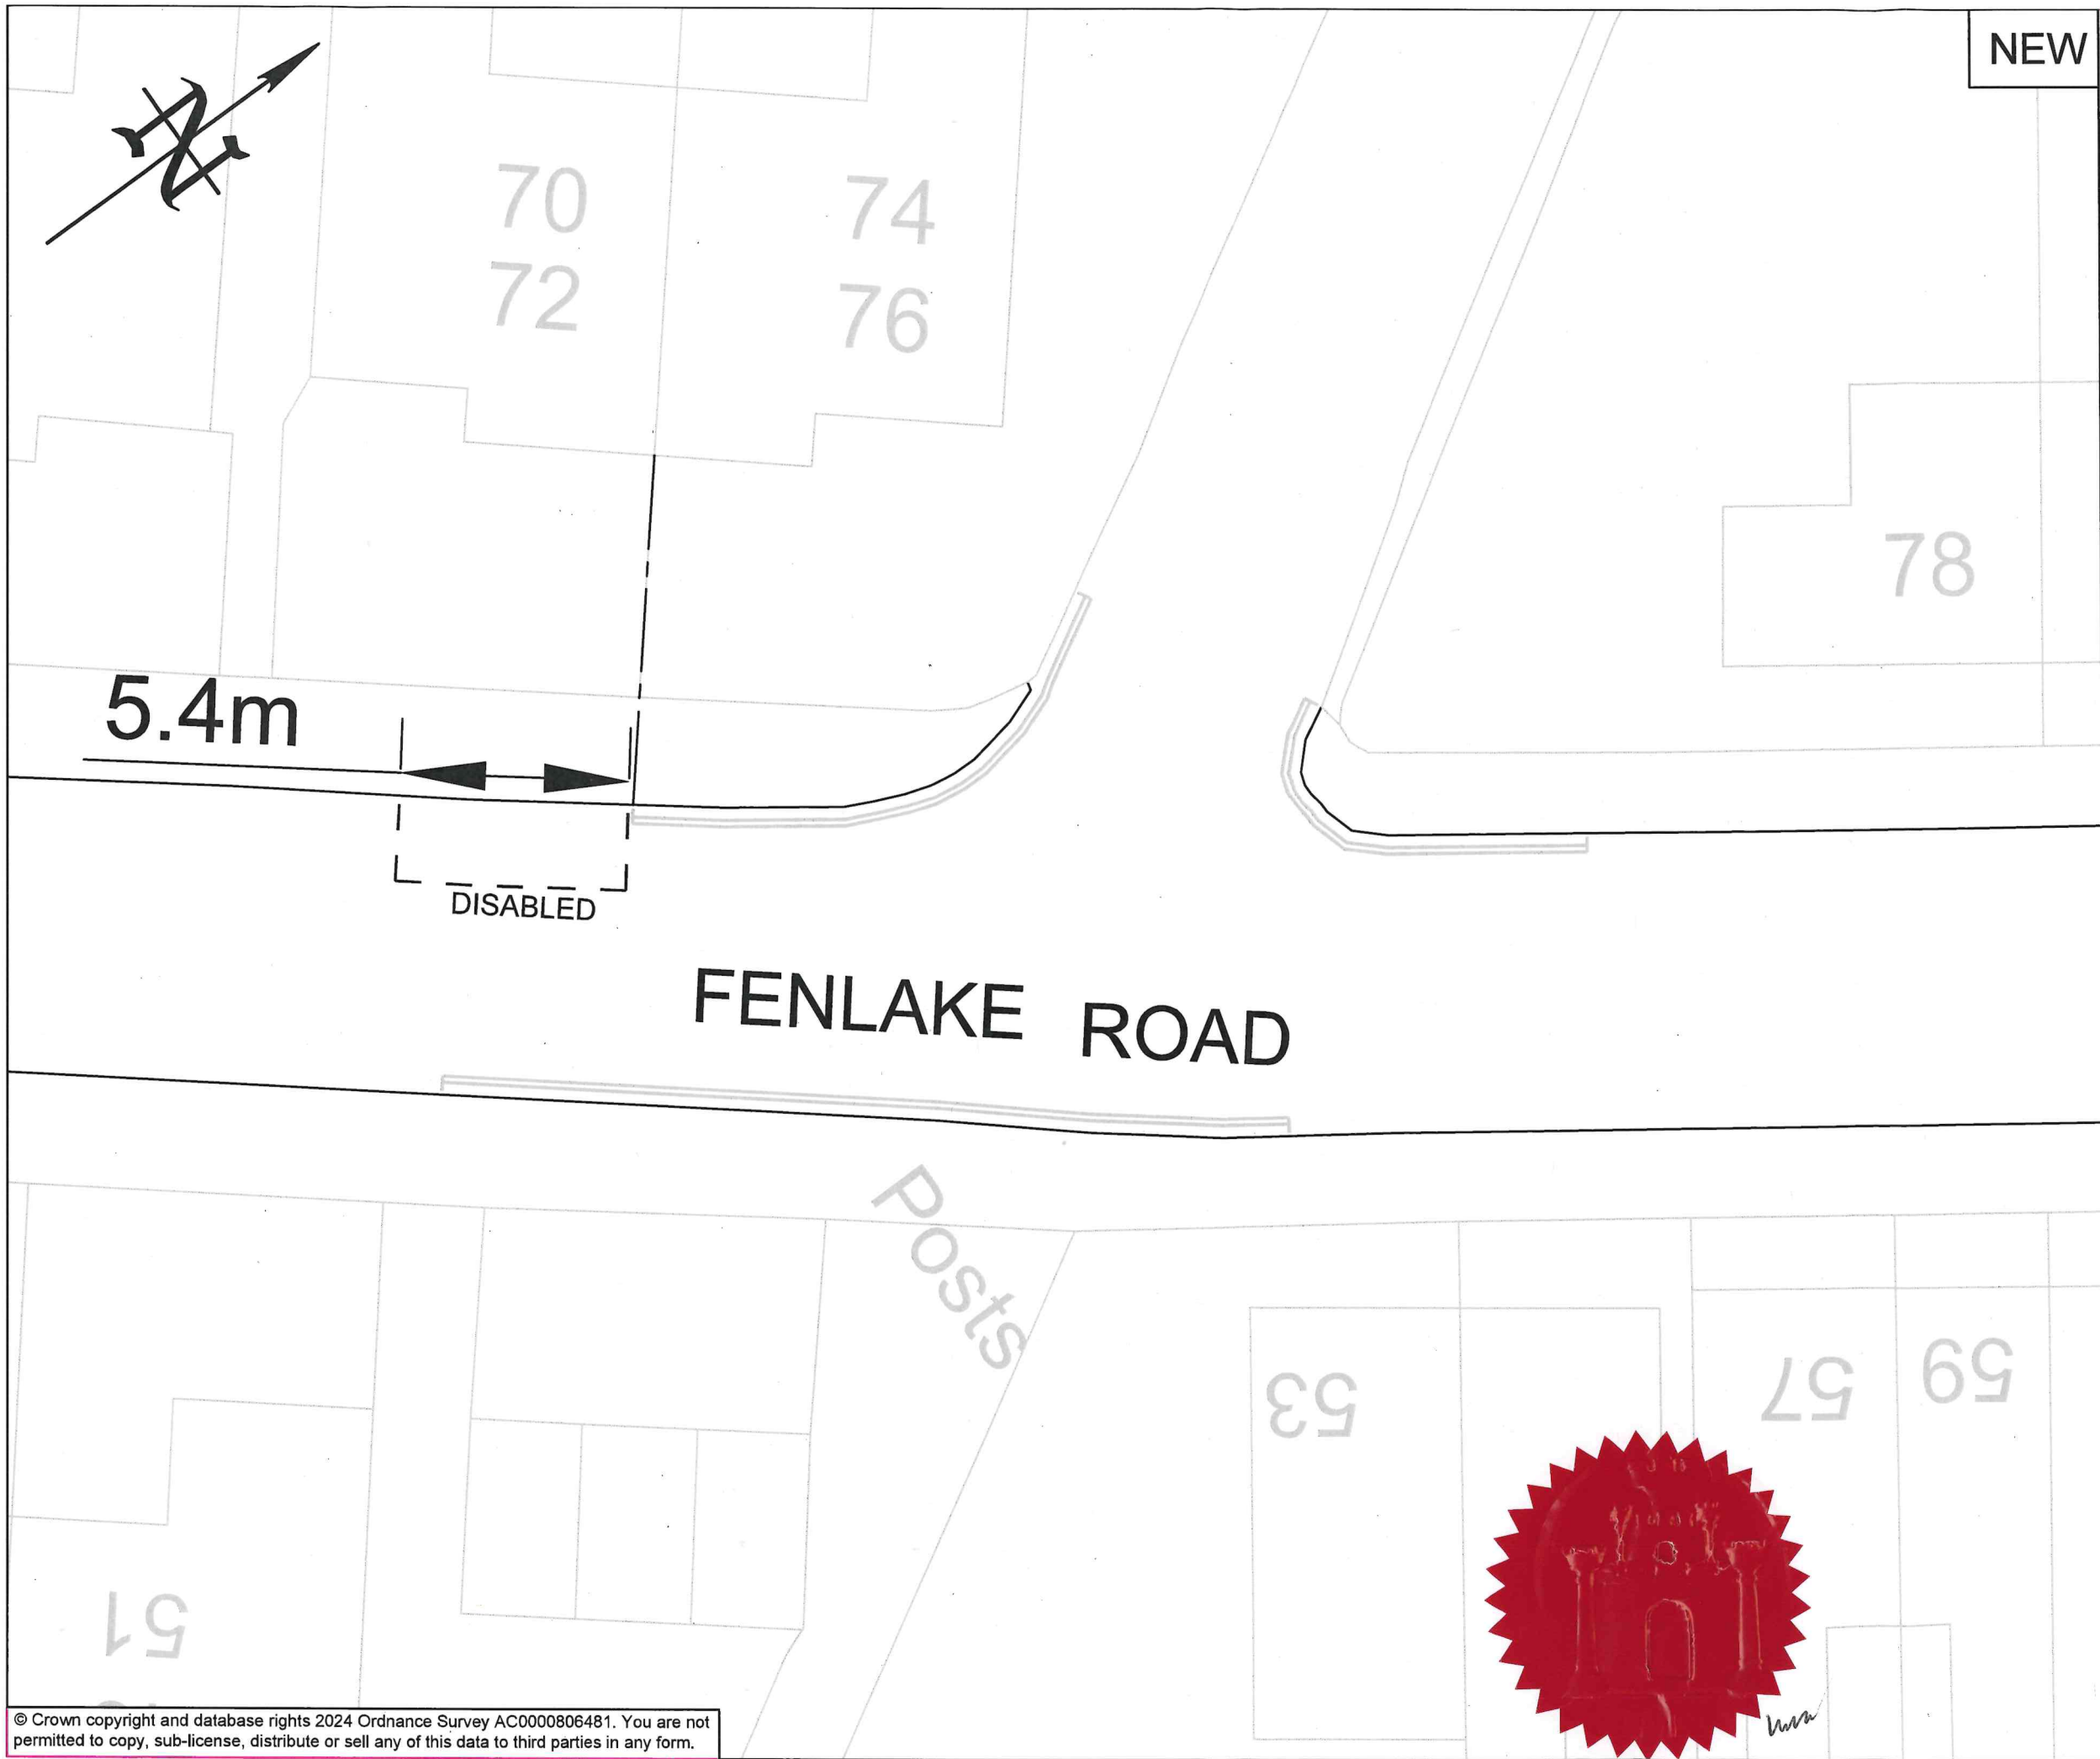 NEW
N
70
72
74
76
78
5.4m
DISABLED
FENLAKE ROAD
Posts
53
57
59
51
© Crown copyright and database rights 2024 Ordnance Survey AC0000806481. You are not
permitted to copy, sub-license, distribute or sell any of this data to third parties in any form.